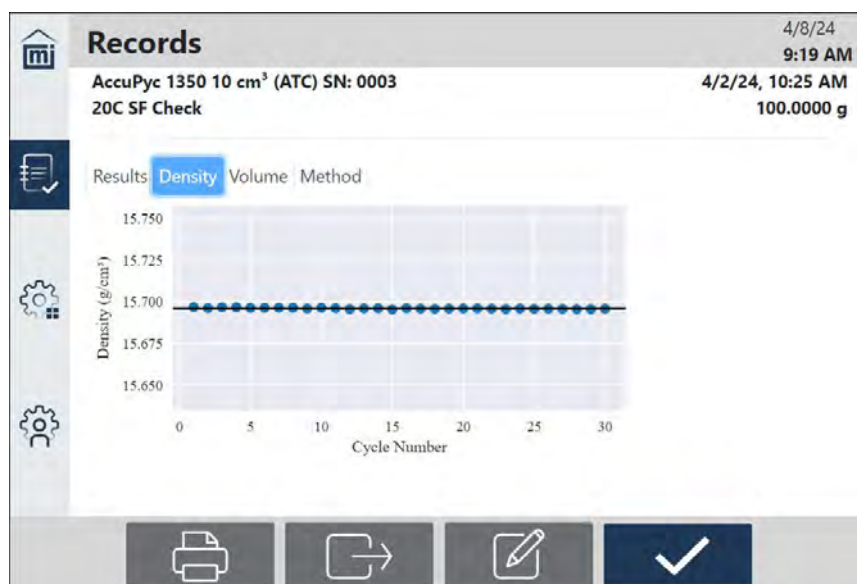 mi
Records
4/8/24
9:19 AM
AccuPyc 1350 10 cm³ (ATC) SN: 0003
4/2/24, 10:25 AM
20C SF Check
100.0000 g
Results Density Volume Method
15.750
15.725
15.700
15.675
15.650
Density (g/cm³)
0 5 10 15 20 25 30
Cycle Number